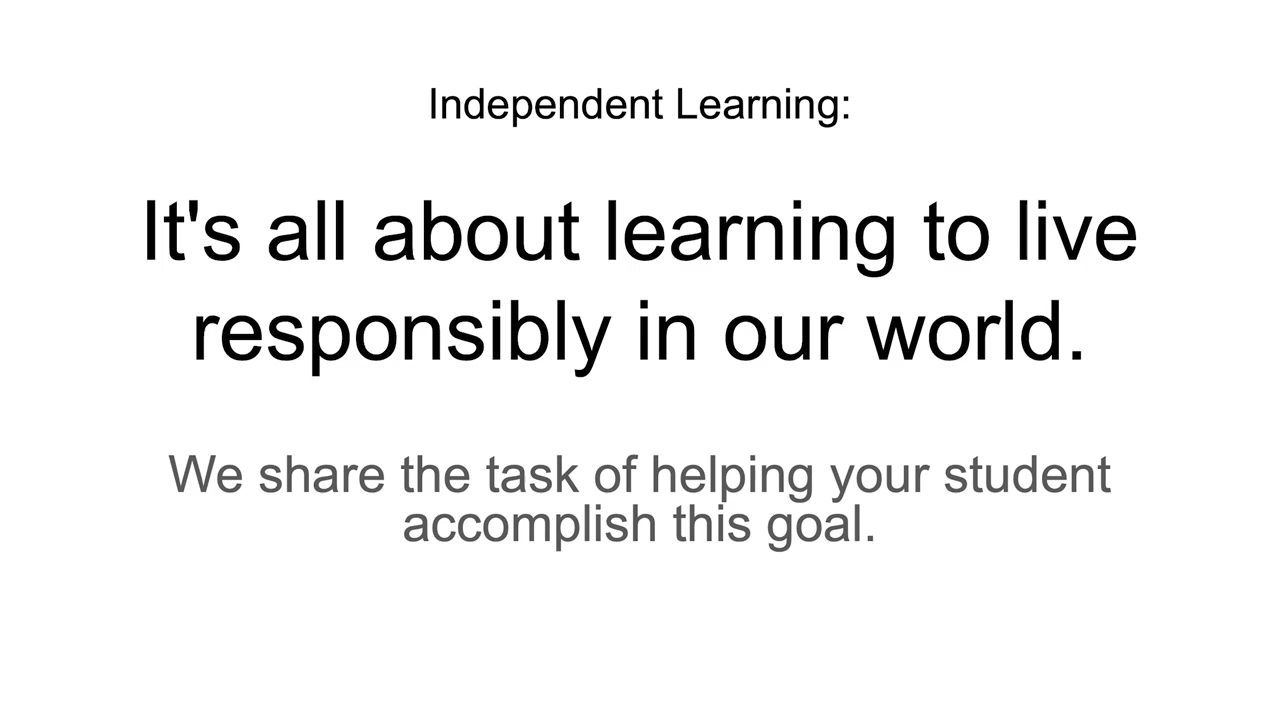 Independent Learning:
It's all about learning to live
responsibly in our world.
We share the task of helping your student
accomplish this goal.